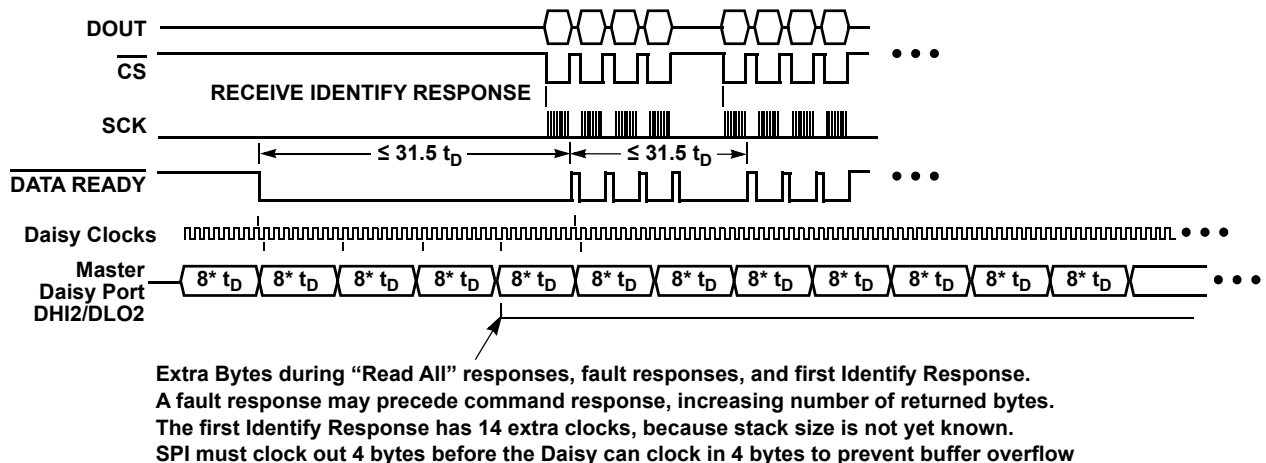 DOUT
CS
RECEIVE IDENTIFY RESPONSE
SCK
≤ 31.5 tD ≤ 31.5 tD
DATA READY
Daisy Clocks
Master
Daisy Port
DHI2/DLO2
8* tD 8* tD 8* tD 8* tD 8* tD 8* tD 8* tD 8* tD 8* tD 8* tD 8* tD 8* tD
Extra Bytes during “Read All” responses, fault responses, and first Identify Response.
A fault response may precede command response, increasing number of returned bytes.
The first Identify Response has 14 extra clocks, because stack size is not yet known.
SPI must clock out 4 bytes before the Daisy can clock in 4 bytes to prevent buffer overflow